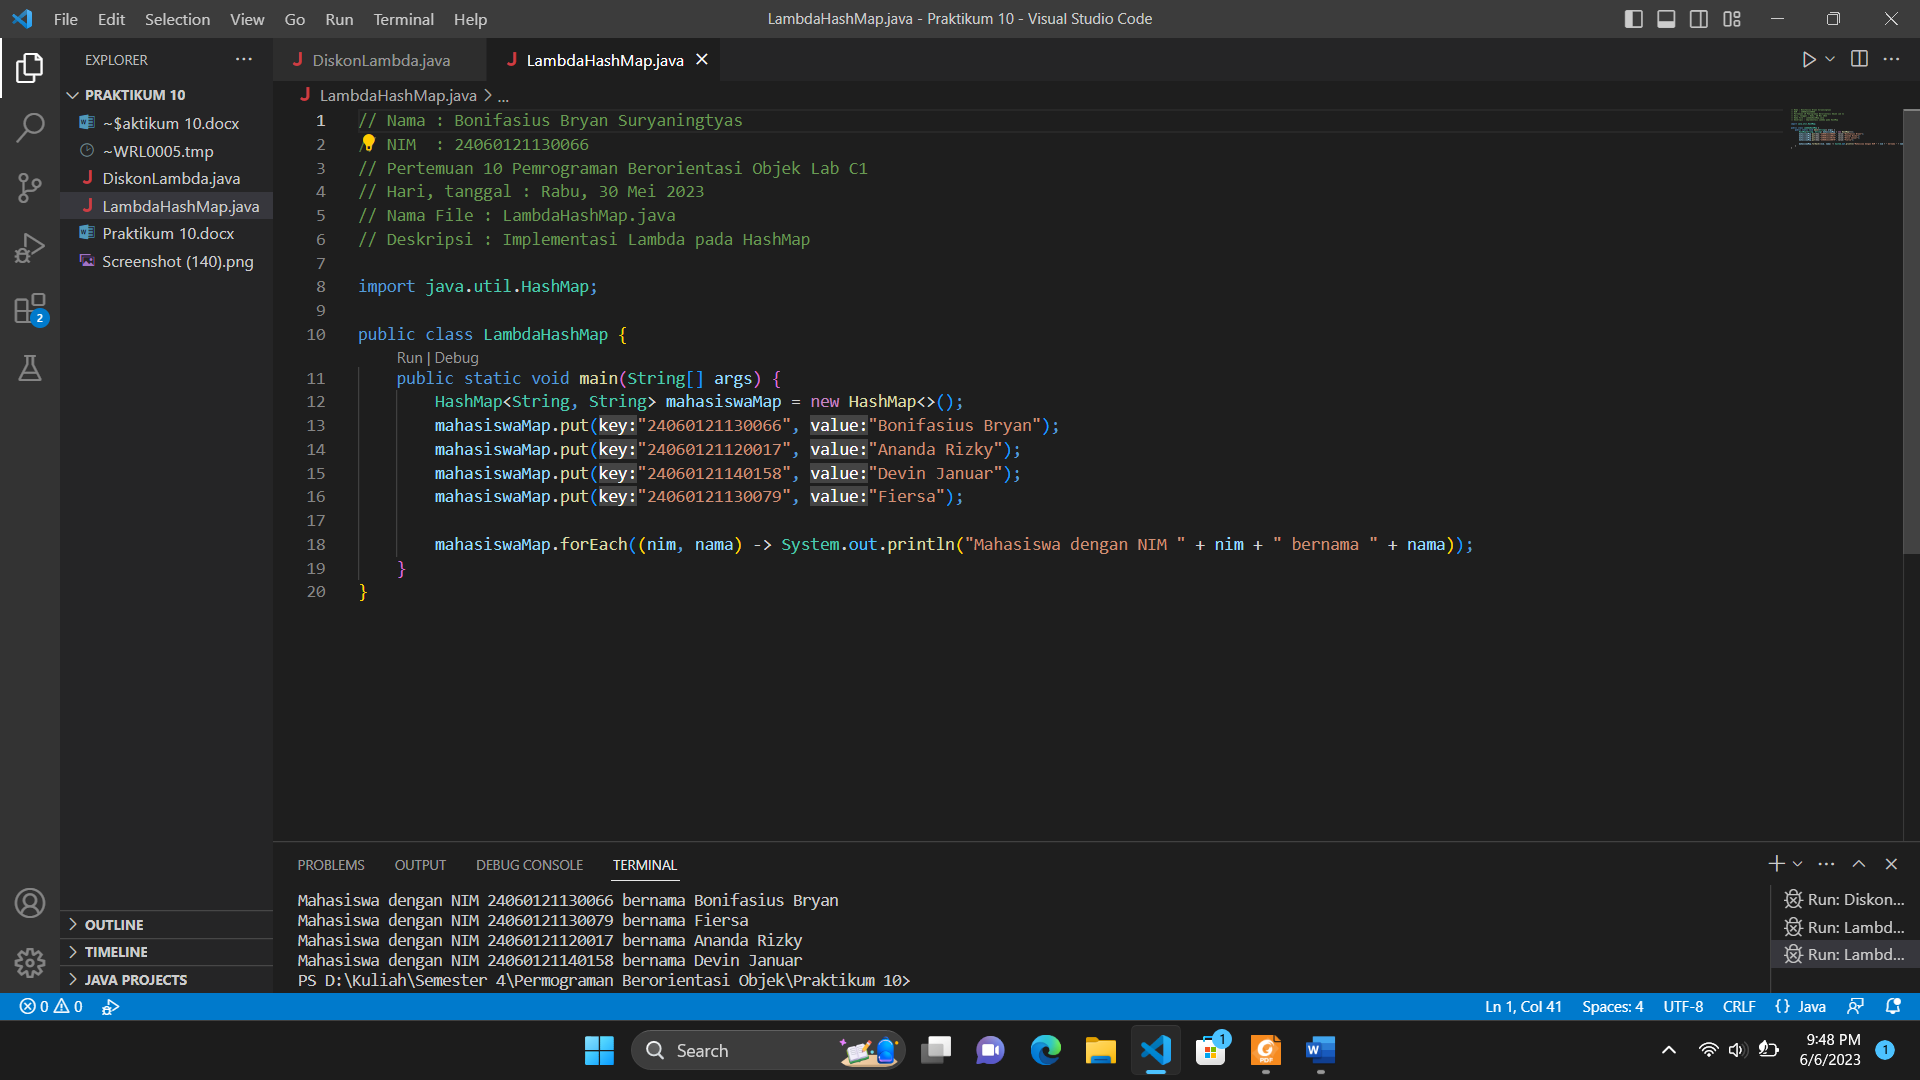 File Edit Selection View Go Run Terminal Help
LambdaHashMap.java - Praktikum 10 - Visual Studio Code
EXPLORER
PRAKTIKUM 10
~$aktikum 10.docx
~WRL0005.tmp
DiskonLambda.java
LambdaHashMap.java
Praktikum 10.docx
Screenshot (140).png
2
OUTLINE
TIMELINE
JAVA PROJECTS
DiskonLambda.java
LambdaHashMap.java
LambdaHashMap.java > ...
1 // Nama : Bonifasius Bryan Suryaningtyas
2 / NIM  : 24060121130066
3 // Pertemuan 10 Pemrograman Berorientasi Objek Lab C1
4 // Hari, tanggal : Rabu, 30 Mei 2023
5 // Nama File : LambdaHashMap.java
6 // Deskripsi : Implementasi Lambda pada HashMap
7
8 import java.util.HashMap;
9
10 public class LambdaHashMap {
Run | Debug
11     public static void main(String[] args) {
12         HashMap<String, String> mahasiswaMap = new HashMap<>();
13         mahasiswaMap.put(key:"24060121130066", value:"Bonifasius Bryan");
14         mahasiswaMap.put(key:"24060121120017", value:"Ananda Rizky");
15         mahasiswaMap.put(key:"24060121140158", value:"Devin Januar");
16         mahasiswaMap.put(key:"24060121130079", value:"Fiersa");
17
18         mahasiswaMap.forEach((nim, nama) -> System.out.println("Mahasiswa dengan NIM " + nim + " bernama " + nama));
19     }
20 }
PROBLEMS OUTPUT DEBUG CONSOLE TERMINAL
Mahasiswa dengan NIM 24060121130066 bernama Bonifasius Bryan
Mahasiswa dengan NIM 24060121130079 bernama Fiersa
Mahasiswa dengan NIM 24060121120017 bernama Ananda Rizky
Mahasiswa dengan NIM 24060121140158 bernama Devin Januar
PS D:\Kuliah\Semester 4\Permograman Berorientasi Objek\Praktikum 10>
Run: Diskon...
Run: Lambd...
Run: Lambd...
0 0
Ln 1, Col 41 Spaces: 4 UTF-8 CRLF {} Java
Search
1
9:48 PM
6/6/2023
1